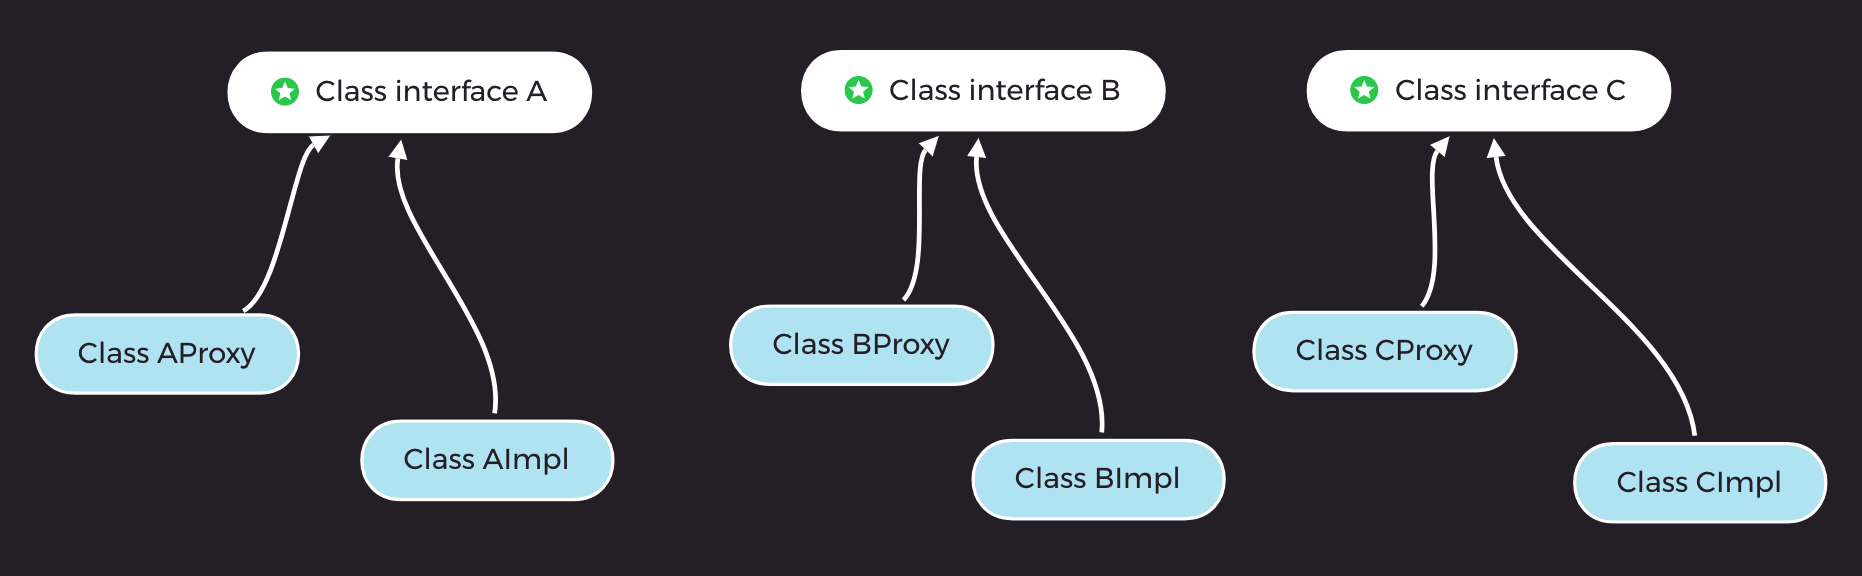 Class interface A
Class interface B
Class interface C
Class AProxy
Class BProxy
Class CProxy
Class AImpl
Class BImpl
Class CImpl